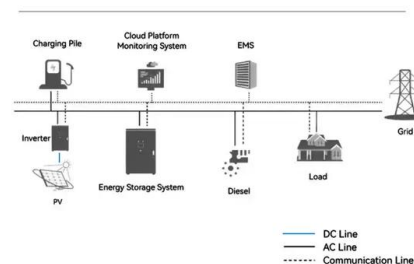 Cloud Platform
Monitoring System
Charging Pile
EMS
Grid
Inverter
Energy Storage System
Diesel
Load
PV
DC Line
AC Line
Communication Line